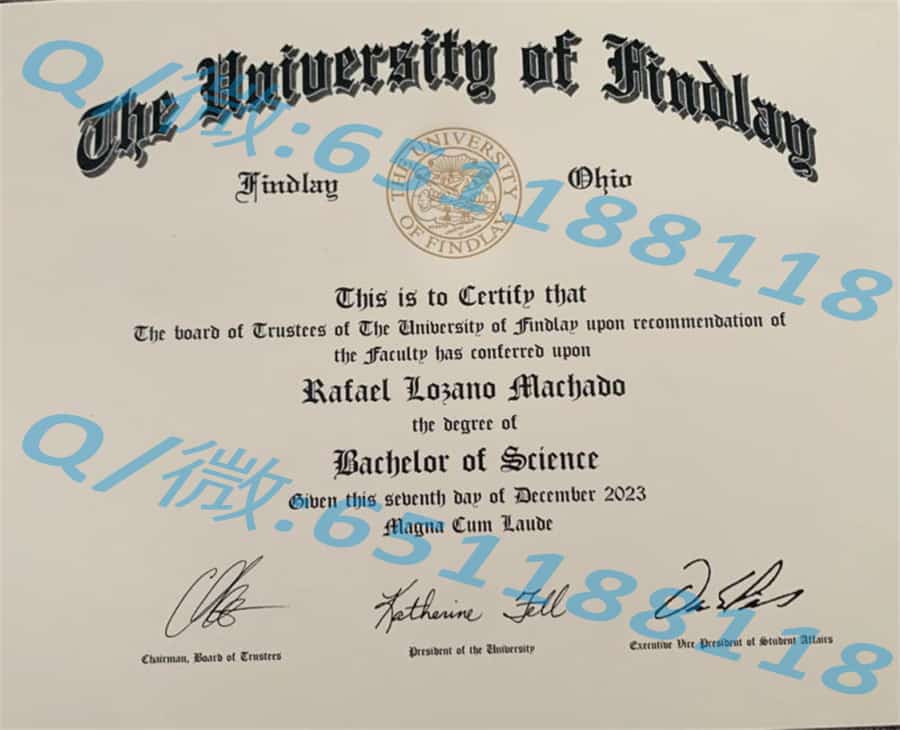 The University of Findlay
Findlay
Ohio
THE UNIVERSITY OF FINDLAY
This is to Certify that
The board of Trustees of The University of Findlay upon recommendation of
the Faculty has conferred upon
Rafael Lozano Machado
the degree of
Bachelor of Science
Given this seventh day of December 2023
Magna Cum Laude
Katherine Fell
Chairman, Board of Trustees
President of the University
Executive Vice President of Student Affairs
Q/微:651188118
Q/微:651188118